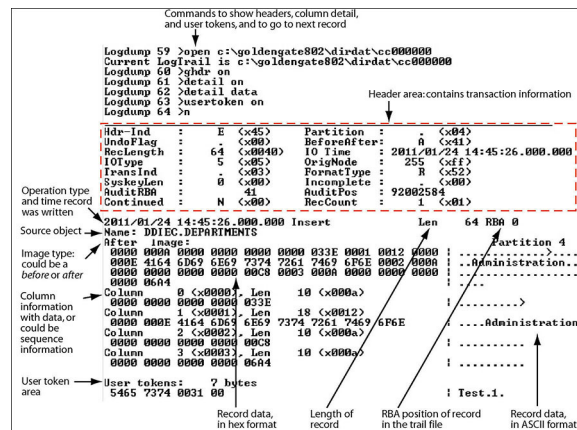 Commands to show headers, column detail,
and user tokens, and to go to next record
Logdump 59 >open c:\goldengate802\dirdat\cc000000
Current LogTrail is c:\goldengate802\dirdat\cc000000
Logdump 60 >ghdr on
Logdump 61 >detail on
Logdump 62 >detail data
Logdump 63 >usertoken on
Logdump 64 >n
Header area: contains transaction information
Hdr-Ind : E (x45) Partition : . (x04)
UndoFlag : . (x00) BeforeAfter: A (x41)
RecLength : 64 (x0040) IO Time : 2011/01/24 14:45:26.000.000
IOType : 5 (x05) OrigNode : 255 (xff)
TransInd : . (x03) FormatType : R (x52)
SyskeyLen : 0 (x00) Incomplete : . (x00)
AuditRBA : 41 AuditPos : 92002584
Continued : N (x00) RecCount : 1 (x01)
Operation type
and time record
was written
2011/01/24 14:45:26.000.000 Insert Len 64 RBA 0
Source object
Name: DDIEC.DEPARTMENTS
After Image: Partition 4
Image type:
could be a
before or after
0000 000A 0000 0000 0000 0000 033E 0001 0012 0000 | .............>......
000E 4164 6D69 6E69 7374 7261 7469 6F6E 0002 000A | ..Administration....
0000 0000 0000 0000 00C8 0003 000A 0000 0000 0000 | ....................
0000 06A4 | ....
Column
information
with data, or
could be
sequence
information
Column 0 (x0000), Len 10 (x000a)
0000 0000 0000 0000 033E | .........>
Column 1 (x0001), Len 18 (x0012)
0000 000E 4164 6D69 6E69 7374 7261 7469 6F6E | ....Administration
Column 2 (x0002), Len 10 (x000a)
0000 0000 0000 0000 00C8 | ..........
Column 3 (x0003), Len 10 (x000a)
0000 0000 0000 0000 06A4 | ..........
User token
area
User tokens: 7 bytes
5465 7374 0031 00 | Test.1.
Record data,
in hex format
Length of
record
RBA position of record
in the trail file
Record data,
in ASCII format